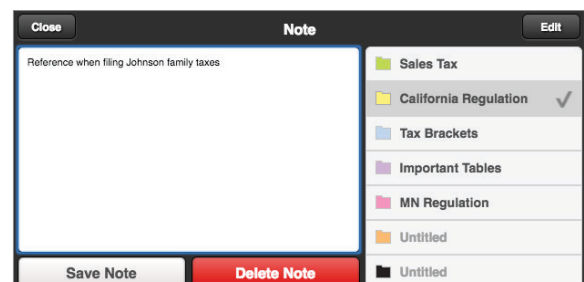 Close
Note
Edit
Reference when filing Johnson family taxes
Sales Tax
California Regulation
Tax Brackets
Important Tables
MN Regulation
Untitled
Untitled
Save Note
Delete Note